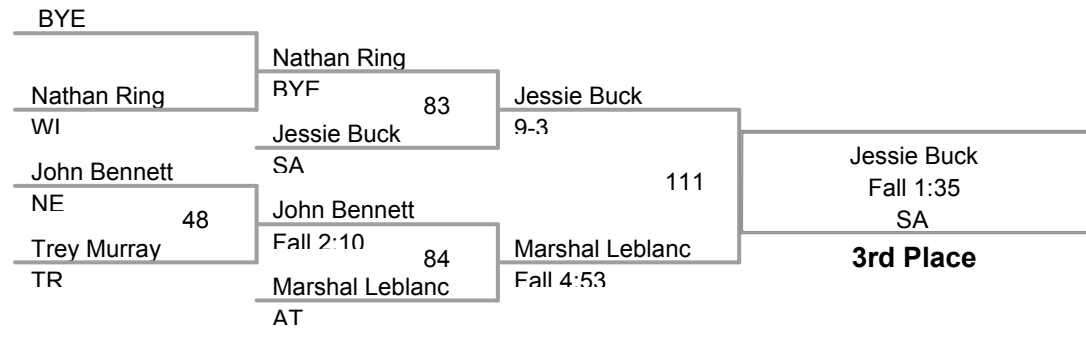 BYE
Nathan Ring
WI
John Bennett
NE
48
Trey Murray
TR
Nathan Ring
BYE
83
Jessie Buck
SA
John Bennett
Fall 2:10
84
Marshal Leblanc
AT
Jessie Buck
9-3
111
Marshal Leblanc
Fall 4:53
Jessie Buck
Fall 1:35
SA
3rd Place